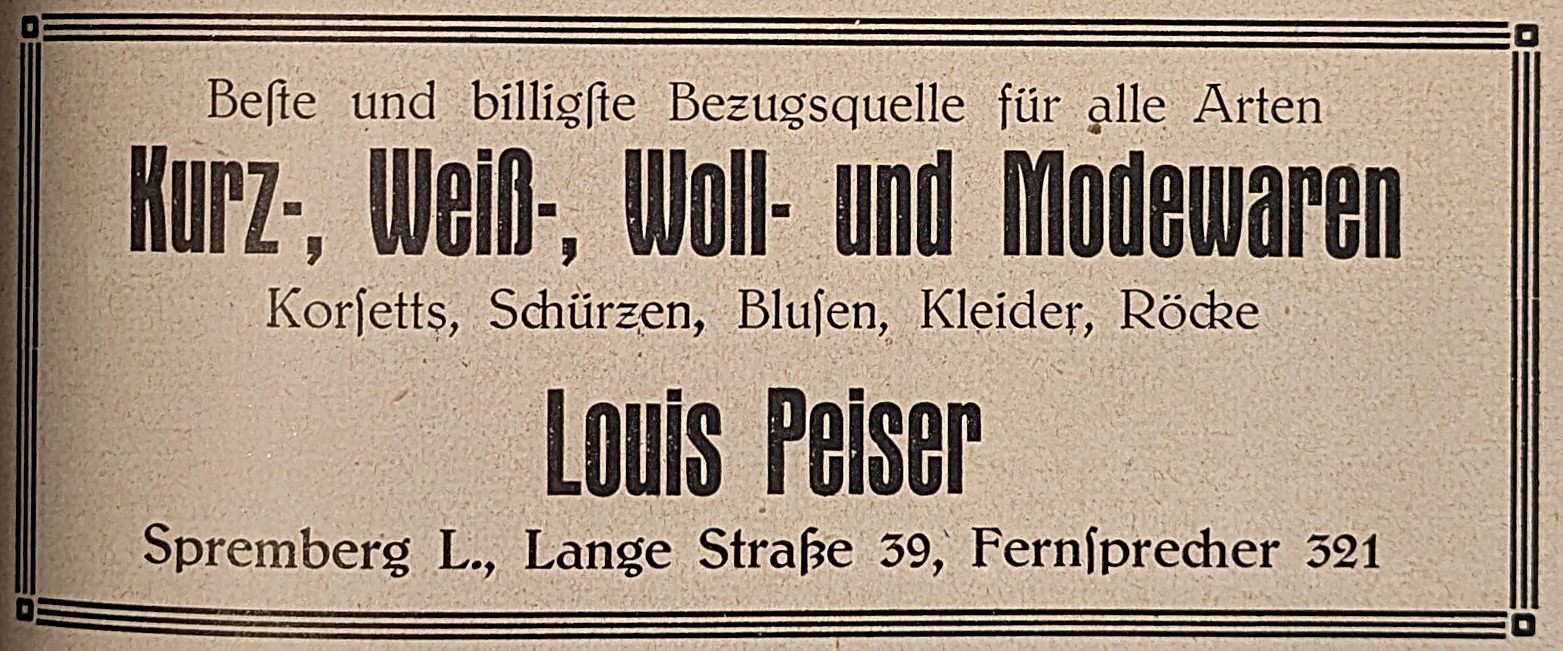 Beſte und billigſte Bezugsquelle für alle Arten
Kurz-, Weiß-, Woll- und Modewaren
Korſetts, Schürzen, Bluſen, Kleider, Röcke
Louis Peiser
Spremberg L., Lange Straße 39, Fernſprecher 321